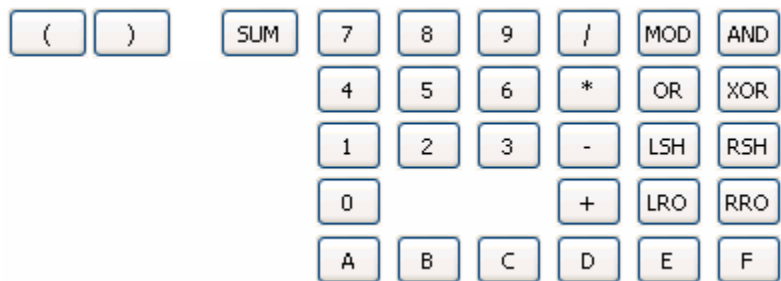 ( ) SUM 7 8 9 / MOD AND
4 5 6 * OR XOR
1 2 3 - LSH RSH
0 + LRO RRO
A B C D E F